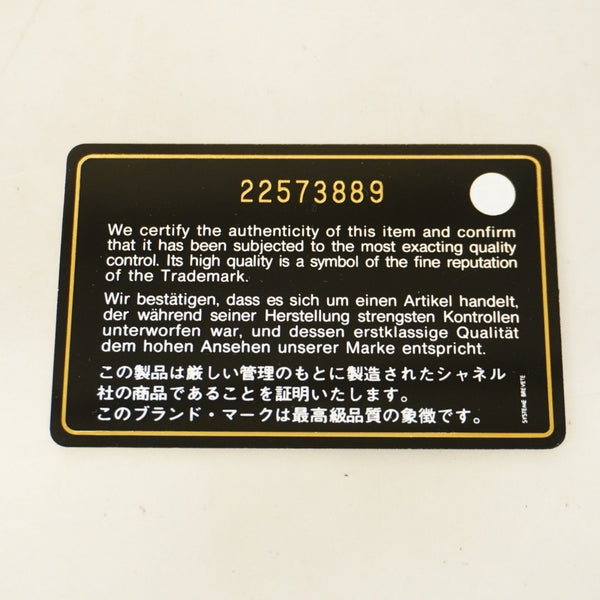 22573889
We certify the authenticity of this item and confirm
that it has been subjected to the most exacting quality
control. Its high quality is a symbol of the fine reputation
of the Trademark.
Wir bestätigen, dass es sich um einen Artikel handelt,
der während seiner Herstellung strengsten Kontrollen
unterworfen war, und dessen erstklassige Qualität
dem hohen Ansehen unserer Marke entspricht.
この製品は厳しい管理のもとに製造されたシャネル
社の商品であることを証明いたします。
このブランド・マークは最高級品質の象徴です。
SYSTEME BREVETE